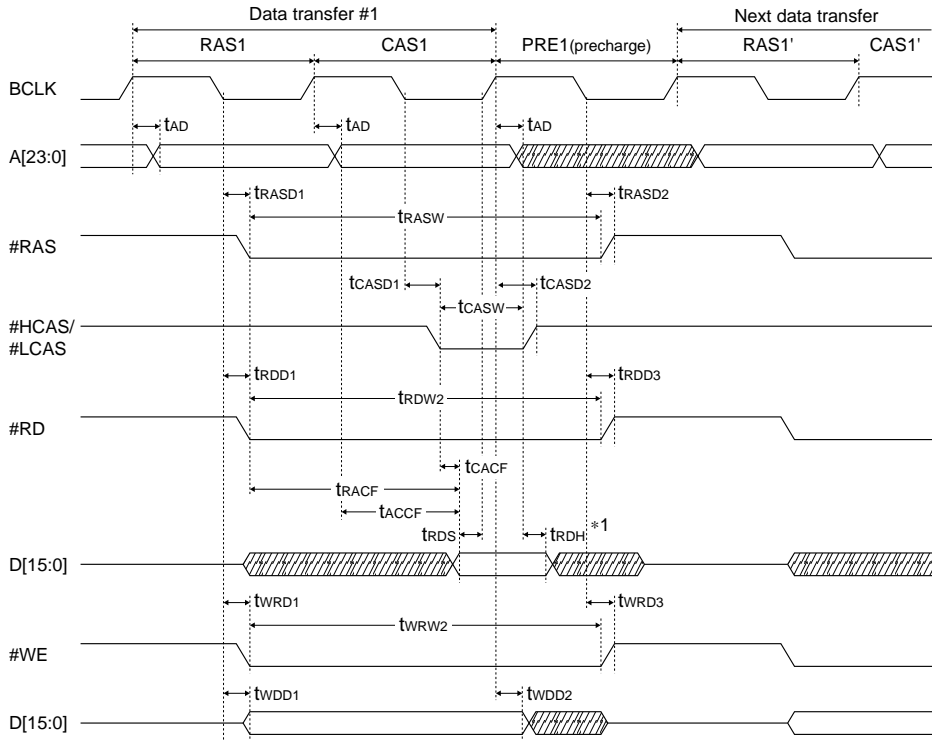 Data transfer #1 Next data transfer
RAS1 CAS1 PRE1(precharge) RAS1' CAS1'
BCLK
tAD tAD tAD
A[23:0]
tRASD1 tRASD2
tRASW
#RAS
tCASD1 tCASD2
tCASW
#HCAS/
#LCAS
tRDD1 tRDD3
tRDW2
#RD
tCACF
tRACF
tACCF
tRDS tRDH *1
D[15:0]
tWRD1 tWRD3
tWRW2
#WE
tWDD1 tWDD2
D[15:0]